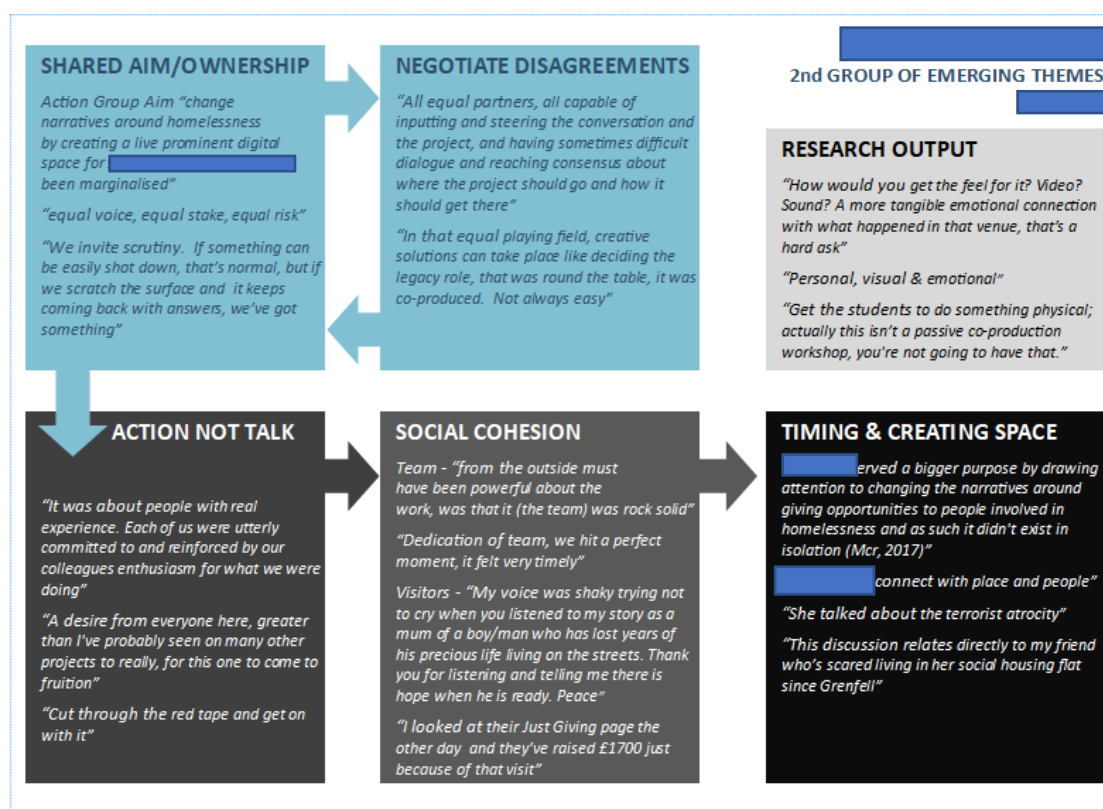 2nd GROUP OF EMERGING THEMES
SHARED AIM/OWNERSHIP
Action Group Aim “change
narratives around homelessness
by creating a live prominent digital
space for
been marginalised”
“equal voice, equal stake, equal risk”
“We invite scrutiny. If something can
be easily shot down, that’s normal, but if
we scratch the surface and it keeps
coming back with answers, we’ve got
something”
NEGOTIATE DISAGREEMENTS
“All equal partners, all capable of
inputting and steering the conversation and
the project, and having sometimes difficult
dialogue and reaching consensus about
where the project should go and how it
should get there”
“In that equal playing field, creative
solutions can take place like deciding the
legacy role, that was round the table, it was
co-produced. Not always easy”
RESEARCH OUTPUT
“How would you get the feel for it? Video?
Sound? A more tangible emotional connection
with what happened in that venue, that’s a
hard ask”
“Personal, visual & emotional”
“Get the students to do something physical;
actually this isn’t a passive co-production
workshop, you're not going to have that.”
ACTION NOT TALK
“It was about people with real
experience. Each of us were utterly
committed to and reinforced by our
colleagues enthusiasm for what we were
doing”
“A desire from everyone here, greater
than I've probably seen on many other
projects to really, for this one to come to
fruition”
“Cut through the red tape and get on
with it”
SOCIAL COHESION
Team - “from the outside must
have been powerful about the
work, was that it (the team) was rock solid”
“Dedication of team, we hit a perfect
moment, it felt very timely”
Visitors - “My voice was shaky trying not
to cry when you listened to my story as a
mum of a boy/man who has lost years of
his precious life living on the streets. Thank
you for listening and telling me there is
hope when he is ready. Peace”
“I looked at their Just Giving page the
other day and they’ve raised £1700 just
because of that visit”
TIMING & CREATING SPACE
erved a bigger purpose by drawing
attention to changing the narratives around
giving opportunities to people involved in
homelessness and as such it didn't exist in
isolation (Mcr, 2017)”
connect with place and people”
“She talked about the terrorist atrocity”
“This discussion relates directly to my friend
who’s scared living in her social housing flat
since Grenfell”